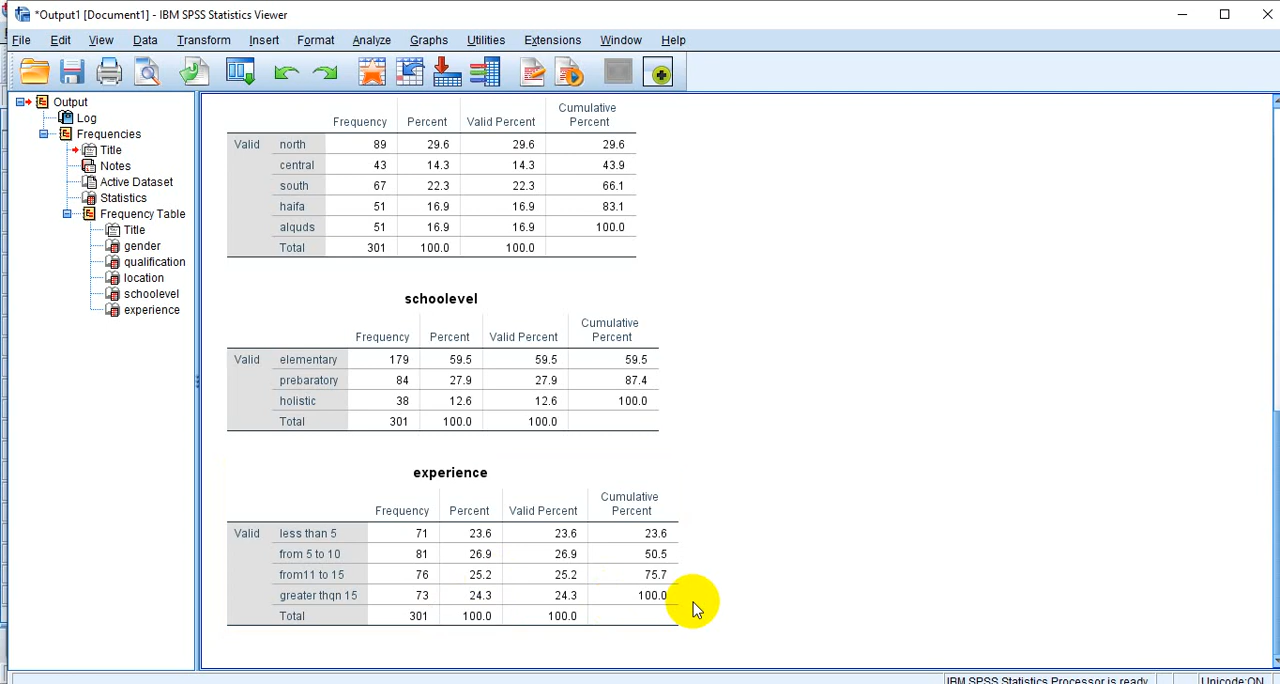 *Output1 [Document1] - IBM SPSS Statistics Viewer
File Edit View Data Transform Insert Format Analyze Graphs Utilities Extensions Window Help
Output
Log
Frequencies
Title
Notes
Active Dataset
Statistics
Frequency Table
Title
gender
qualification
location
schoolevel
experience
Frequency Percent Valid Percent Cumulative Percent
Valid north 89 29.6 29.6 29.6
central 43 14.3 14.3 43.9
south 67 22.3 22.3 66.1
haifa 51 16.9 16.9 83.1
alquds 51 16.9 16.9 100.0
Total 301 100.0 100.0
schoolevel
Frequency Percent Valid Percent Cumulative Percent
Valid elementary 179 59.5 59.5 59.5
prebaratory 84 27.9 27.9 87.4
holistic 38 12.6 12.6 100.0
Total 301 100.0 100.0
experience
Frequency Percent Valid Percent Cumulative Percent
Valid less than 5 71 23.6 23.6 23.6
from 5 to 10 81 26.9 26.9 50.5
from11 to 15 76 25.2 25.2 75.7
greater thqn 15 73 24.3 24.3 100.0
Total 301 100.0 100.0
IBM SPSS Statistics Processor is ready Unicode:ON